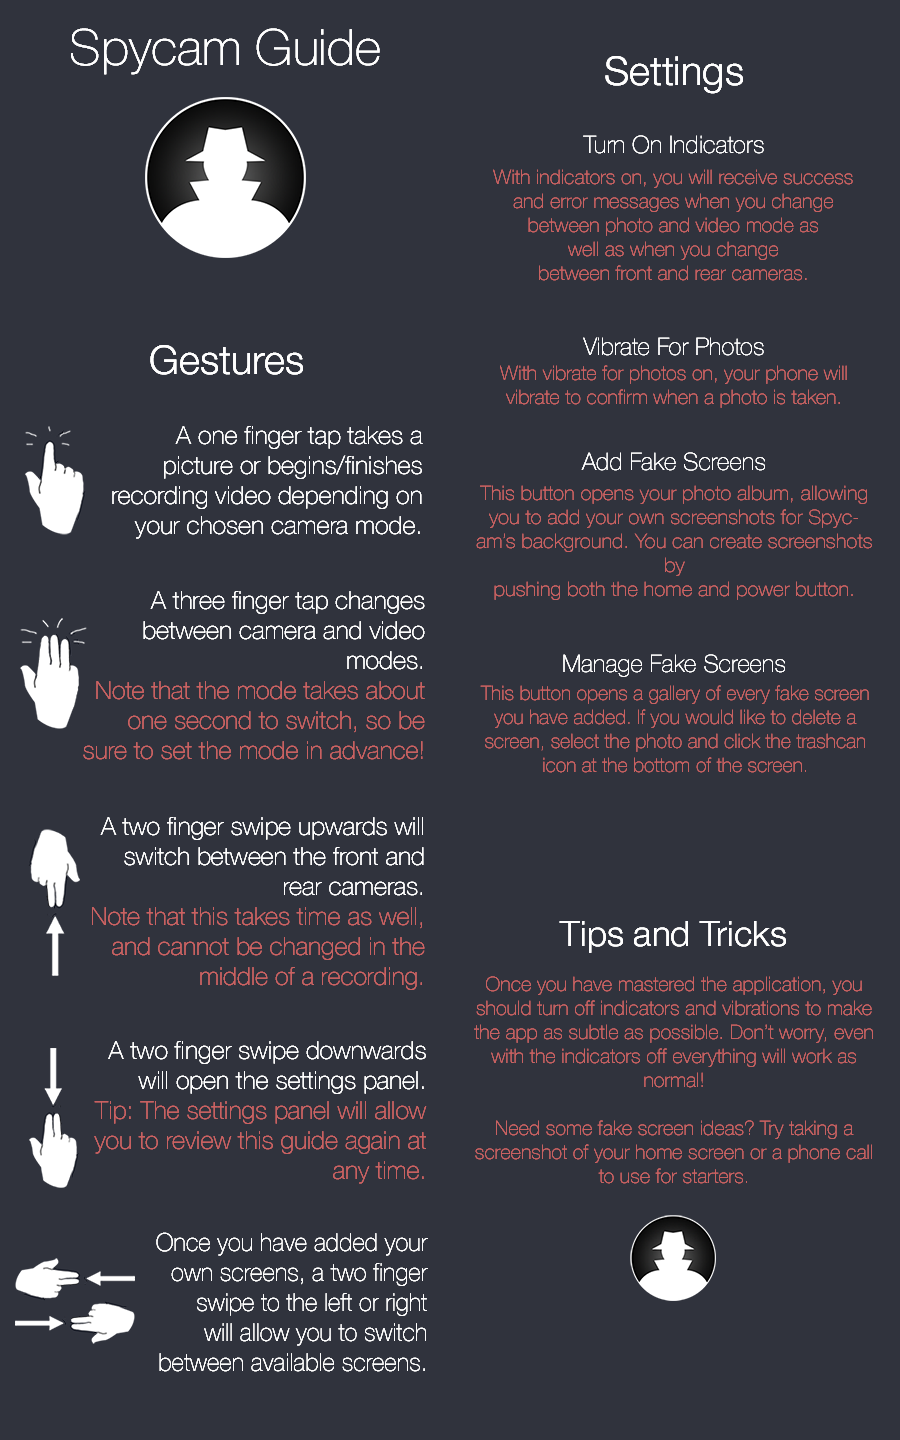 Spycam Guide
Gestures
A one finger tap takes a
picture or begins/finishes
recording video depending on
your chosen camera mode.
A three finger tap changes
between camera and video
modes.
Note that the mode takes about
one second to switch, so be
sure to set the mode in advance!
A two finger swipe upwards will
switch between the front and
rear cameras.
Note that this takes time as well,
and cannot be changed in the
middle of a recording.
A two finger swipe downwards
will open the settings panel.
Tip: The settings panel will allow
you to review this guide again at
any time.
Once you have added your
own screens, a two finger
swipe to the left or right
will allow you to switch
between available screens.
Settings
Turn On Indicators
With indicators on, you will receive success
and error messages when you change
between photo and video mode as
well as when you change
between front and rear cameras.
Vibrate For Photos
With vibrate for photos on, your phone will
vibrate to confirm when a photo is taken.
Add Fake Screens
This button opens your photo album, allowing
you to add your own screenshots for Spyc-
am's background. You can create screenshots
by
pushing both the home and power button.
Manage Fake Screens
This button opens a gallery of every fake screen
you have added. If you would like to delete a
screen, select the photo and click the trashcan
icon at the bottom of the screen.
Tips and Tricks
Once you have mastered the application, you
should turn off indicators and vibrations to make
the app as subtle as possible. Don't worry, even
with the indicators off everything will work as
normal!
Need some fake screen ideas? Try taking a
screenshot of your home screen or a phone call
to use for starters.